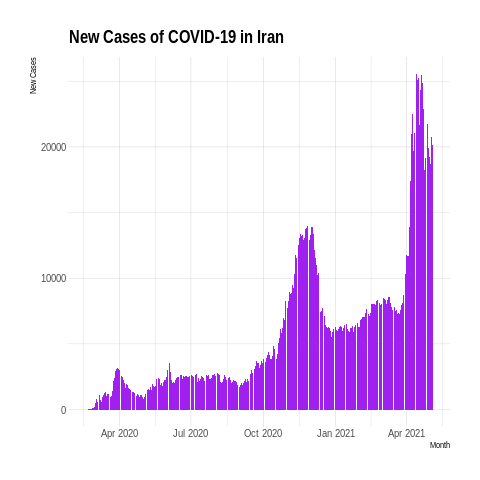 New Cases of COVID-19 in Iran
New Cases
20000
10000
0
Apr 2020 Jul 2020 Oct 2020 Jan 2021 Apr 2021
Month